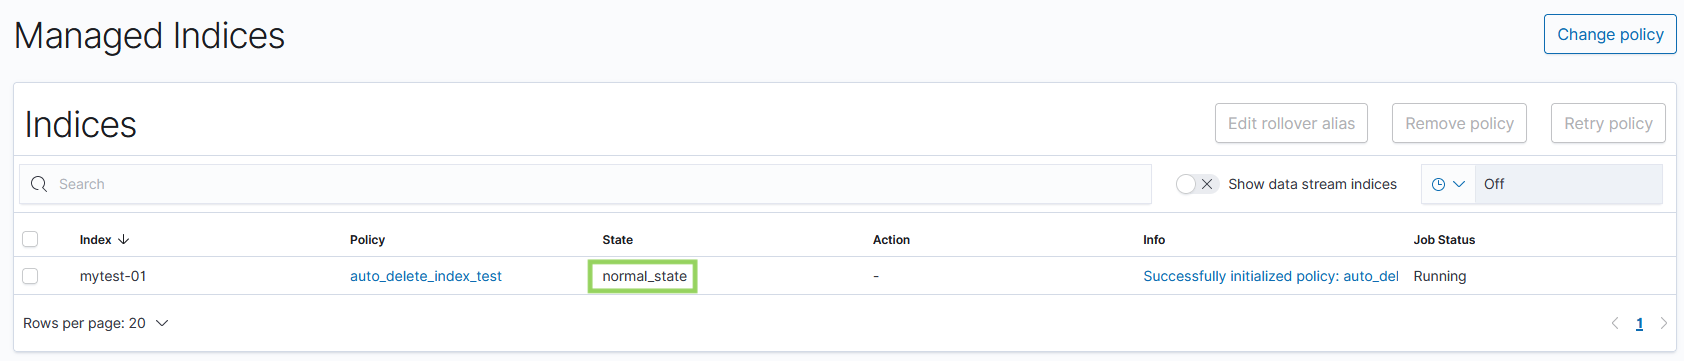 Managed Indices
Change policy
Indices
Edit rollover alias Remove policy Retry policy
Search Show data stream indices Off
Index Policy State Action Info Job Status
mytest-01 auto_delete_index_test normal_state - Successfully initialized policy: auto_del Running
Rows per page: 20 1